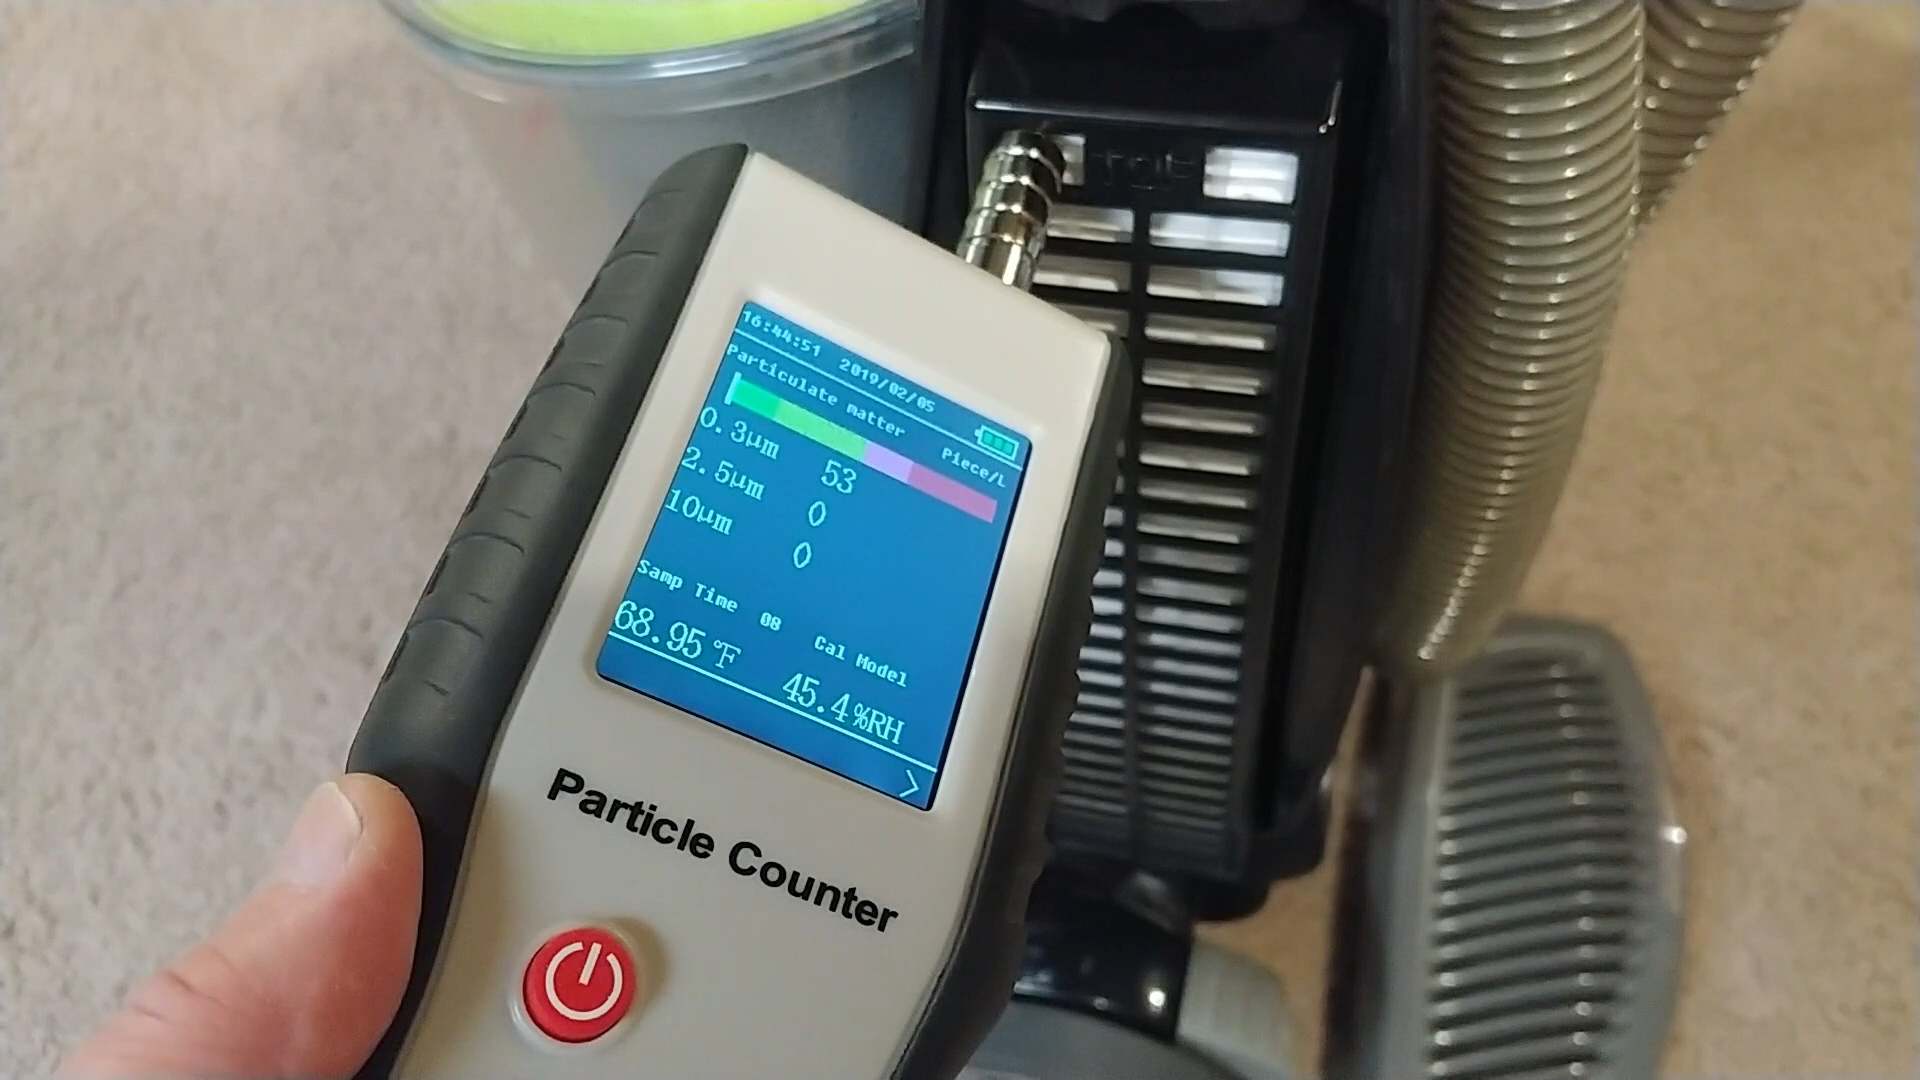 16:44:51 2019/02/05
Particulate matter
Piece/L
0.3μm 53
2.5μm 0
10μm 0
Samp Time 08 Cal Model
68.95℉ 45.4%RH
>
Particle Counter